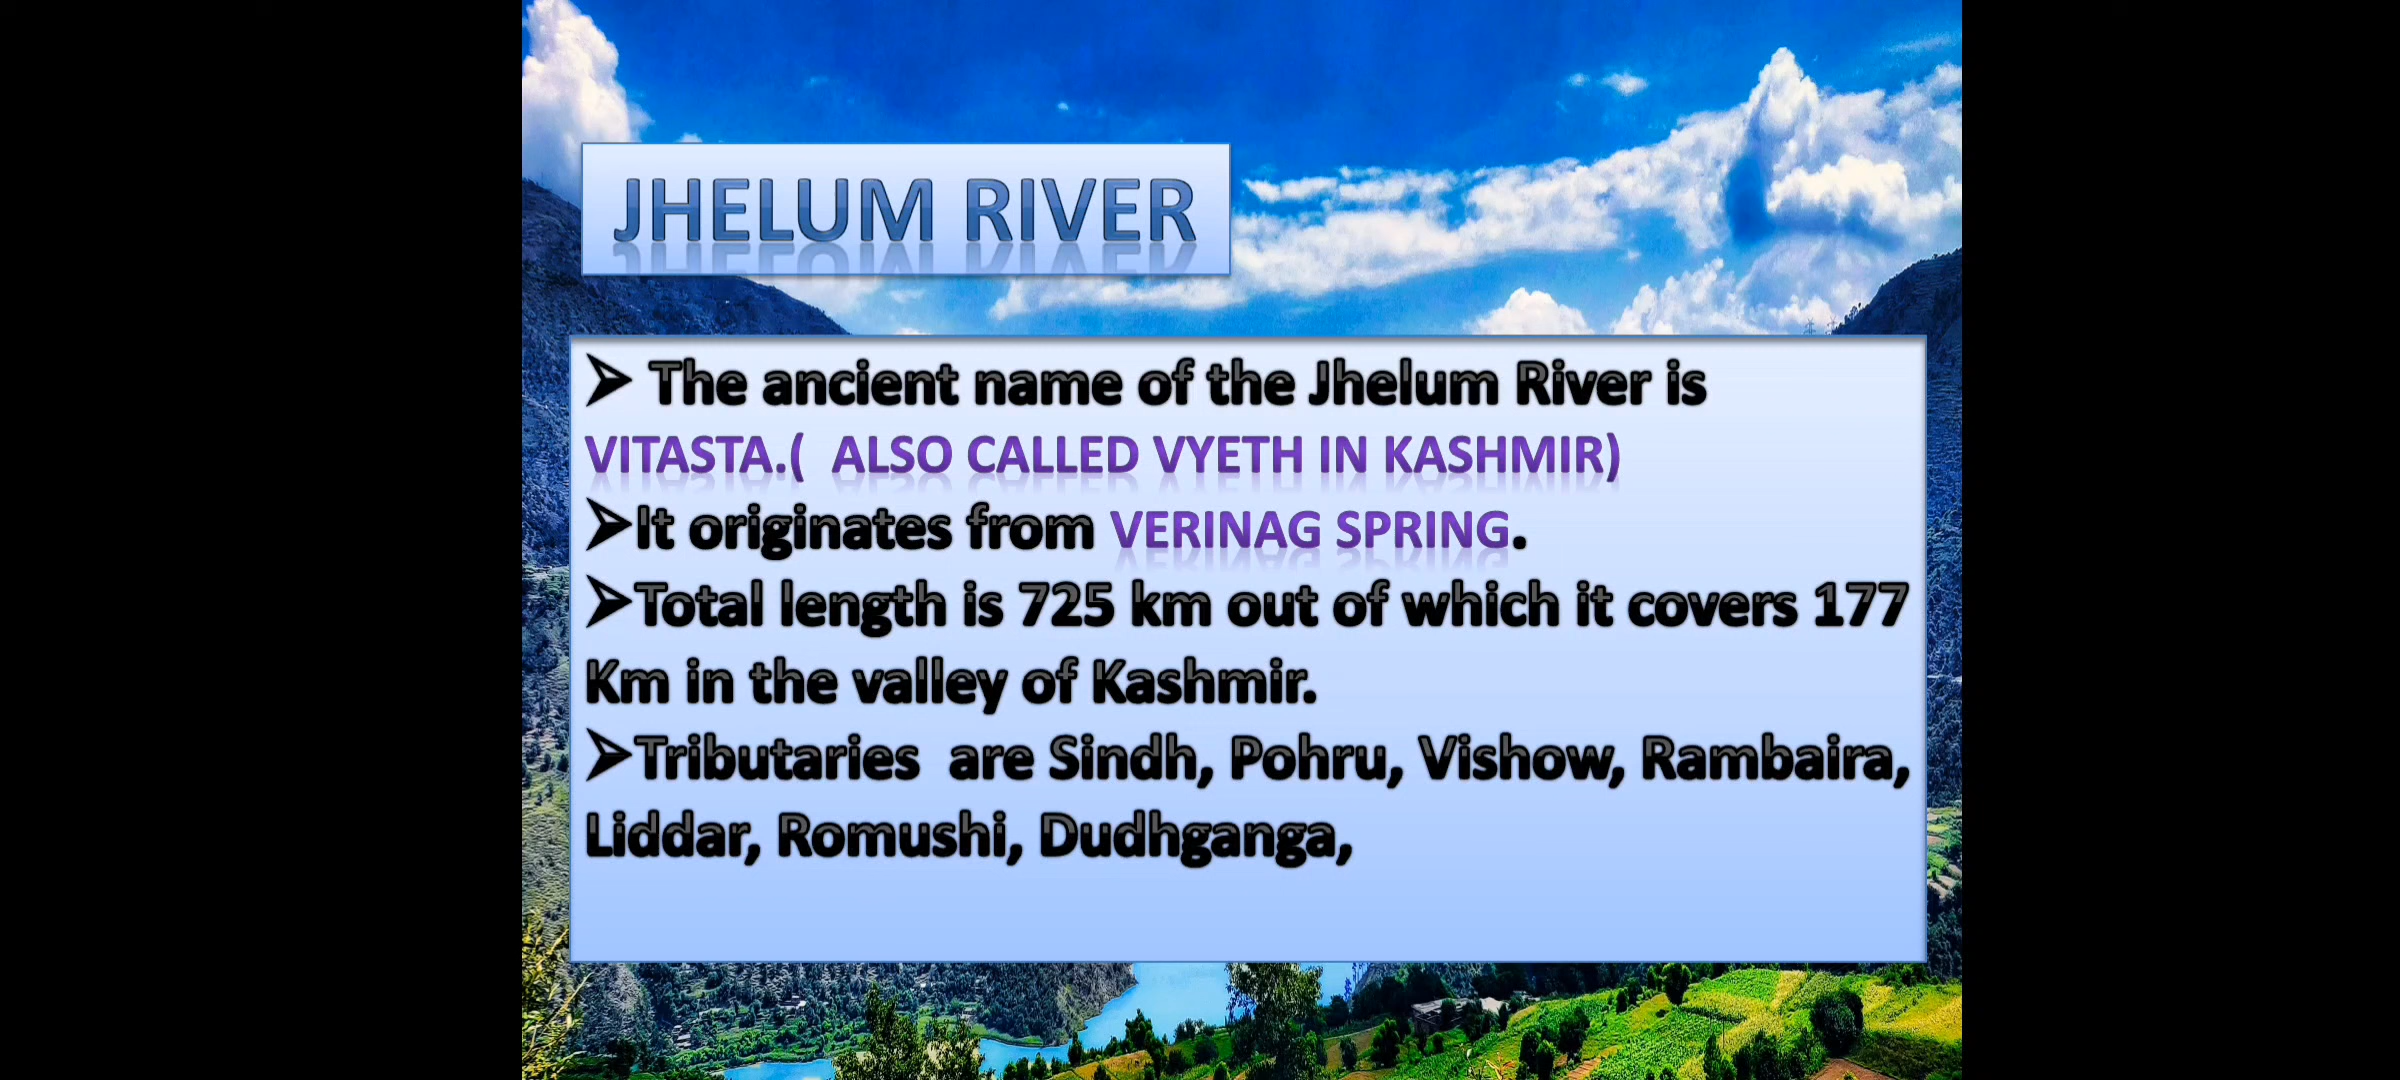 JHELUM RIVER
➢ The ancient name of the Jhelum River is
VITASTA.( ALSO CALLED VYETH IN KASHMIR)
➢It originates from VERINAG SPRING.
➢Total length is 725 km out of which it covers 177
Km in the valley of Kashmir.
➢Tributaries are Sindh, Pohru, Vishow, Rambaira,
Liddar, Romushi, Dudhganga,